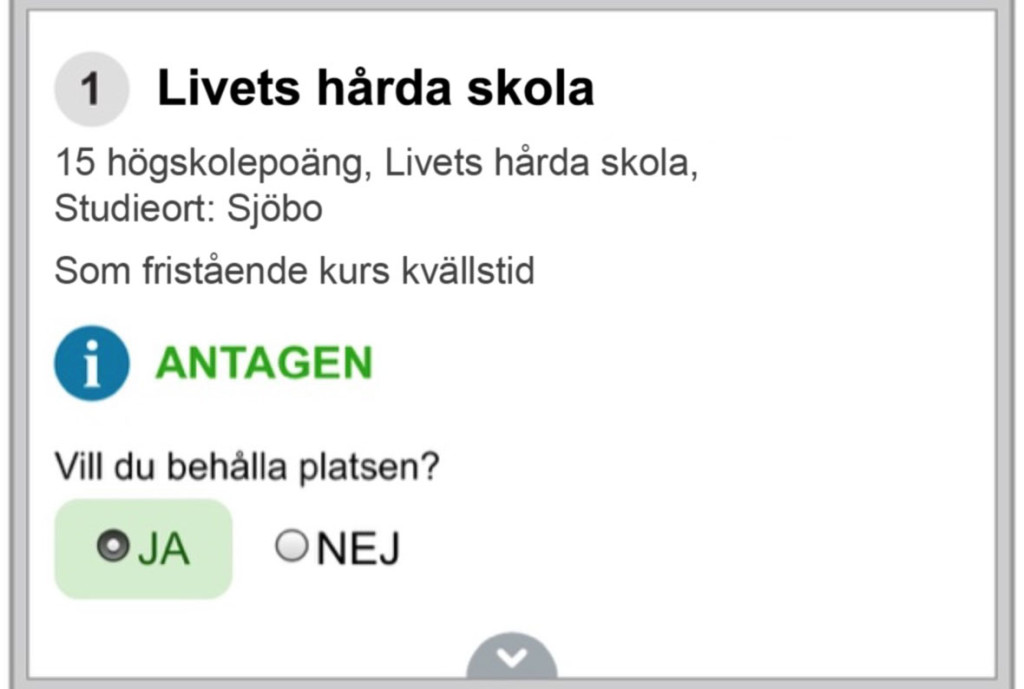 1 Livets hårda skola
15 högskolepoäng, Livets hårda skola,
Studieort: Sjöbo
Som fristående kurs kvällstid
i ANTAGEN
Vill du behålla platsen?
JA NEJ